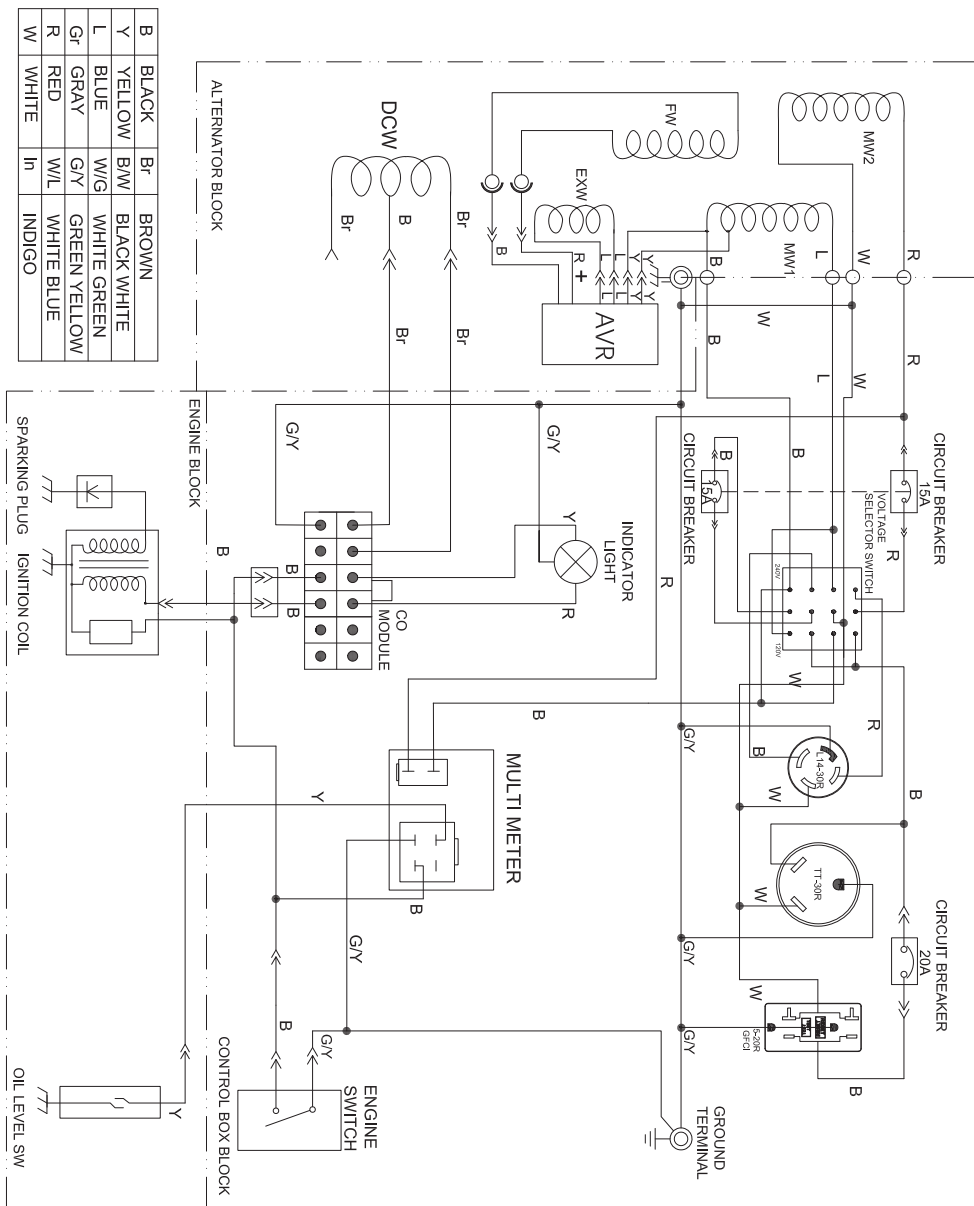 B BLACK Br BROWN
Y YELLOW B/W BLACK WHITE
L BLUE W/G WHITE GREEN
Gr GRAY G/Y GREEN YELLOW
R RED W/L WHITE BLUE
W WHITE In INDIGO
ALTERNATOR BLOCK
DCW
Br
B
Br
Br
Br
FW
EXW
MW2
MW1
B
R
+
L
L
Y
Y
L
L
Y
Y
AVR
B
L
W
R
W
B
L
W
R
ENGINE BLOCK
SPARKING PLUG
IGNITION COIL
B
B
B
G/Y
G/Y
CO
MODULE
Y
R
INDICATOR
LIGHT
CIRCUIT BREAKER
15A
B
B
R
CIRCUIT BREAKER
15A
VOLTAGE
SELECTOR SWITCH
R
240V
120V
W
R
B
MULTI METER
Y
B
G/Y
G/Y
B
W
L14-30R
B
TT-30R
W
G/Y
CIRCUIT BREAKER
20A
W
5-20R
GFCI
G/Y
B
B
G/Y
ENGINE
SWITCH
CONTROL BOX BLOCK
OIL LEVEL SW
Y
GROUND
TERMINAL